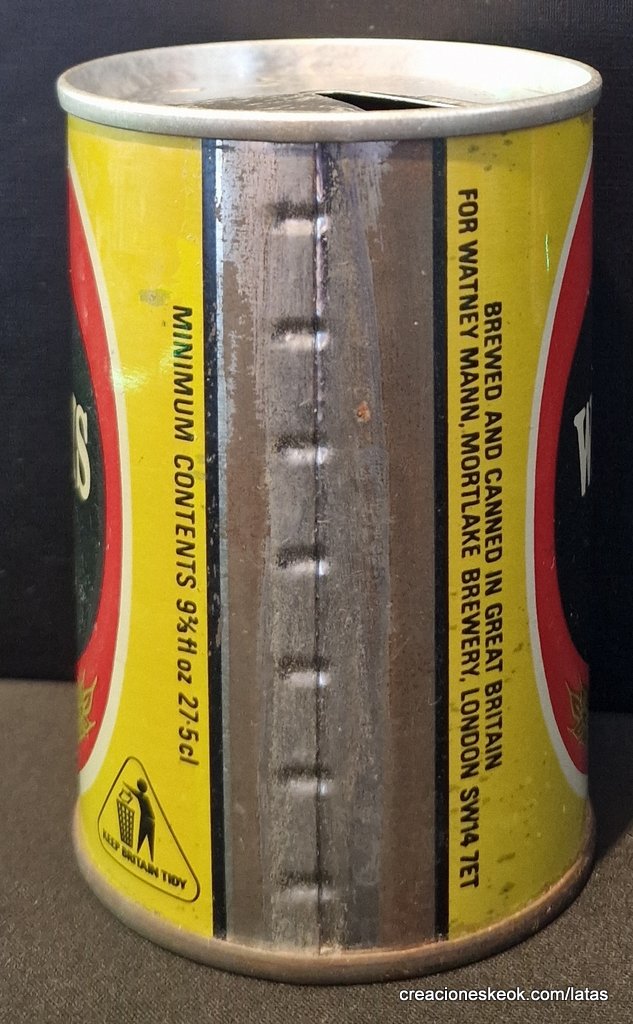 MINIMUM CONTENTS 9⅔ fl oz 27·5cl
KEEP BRITAIN TIDY
BREWED AND CANNED IN GREAT BRITAIN
FOR WATNEY MANN, MORTLAKE BREWERY, LONDON SW14 7ET
creacioneskeok.com/latas